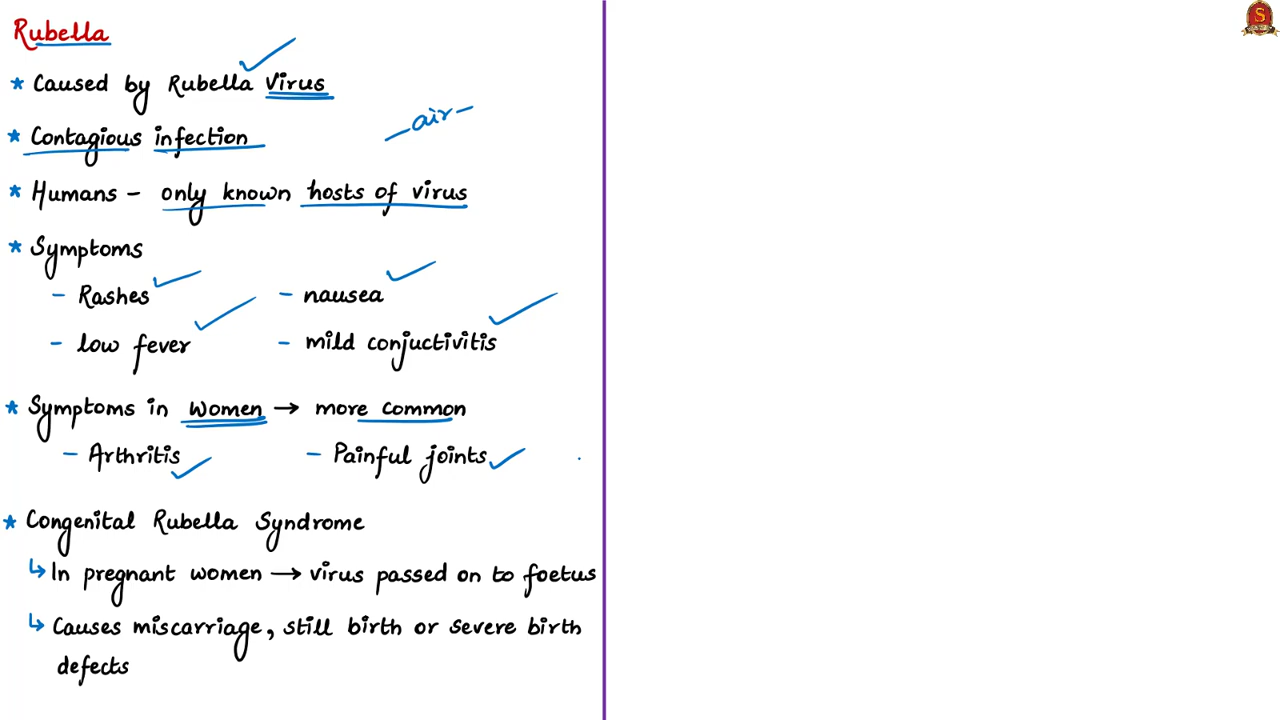 Rubella
* Caused by Rubella Virus
-air-
* Contagious infection
* Humans - only known hosts of virus
* Symptoms
- Rashes - nausea
- low fever - mild conjuctivitis
* Symptoms in Women → more common
- Arthritis - Painful joints
* Congenital Rubella Syndrome
↳ In pregnant women → virus passed on to foetus
↳ Causes miscarriage, still birth or severe birth
defects
S